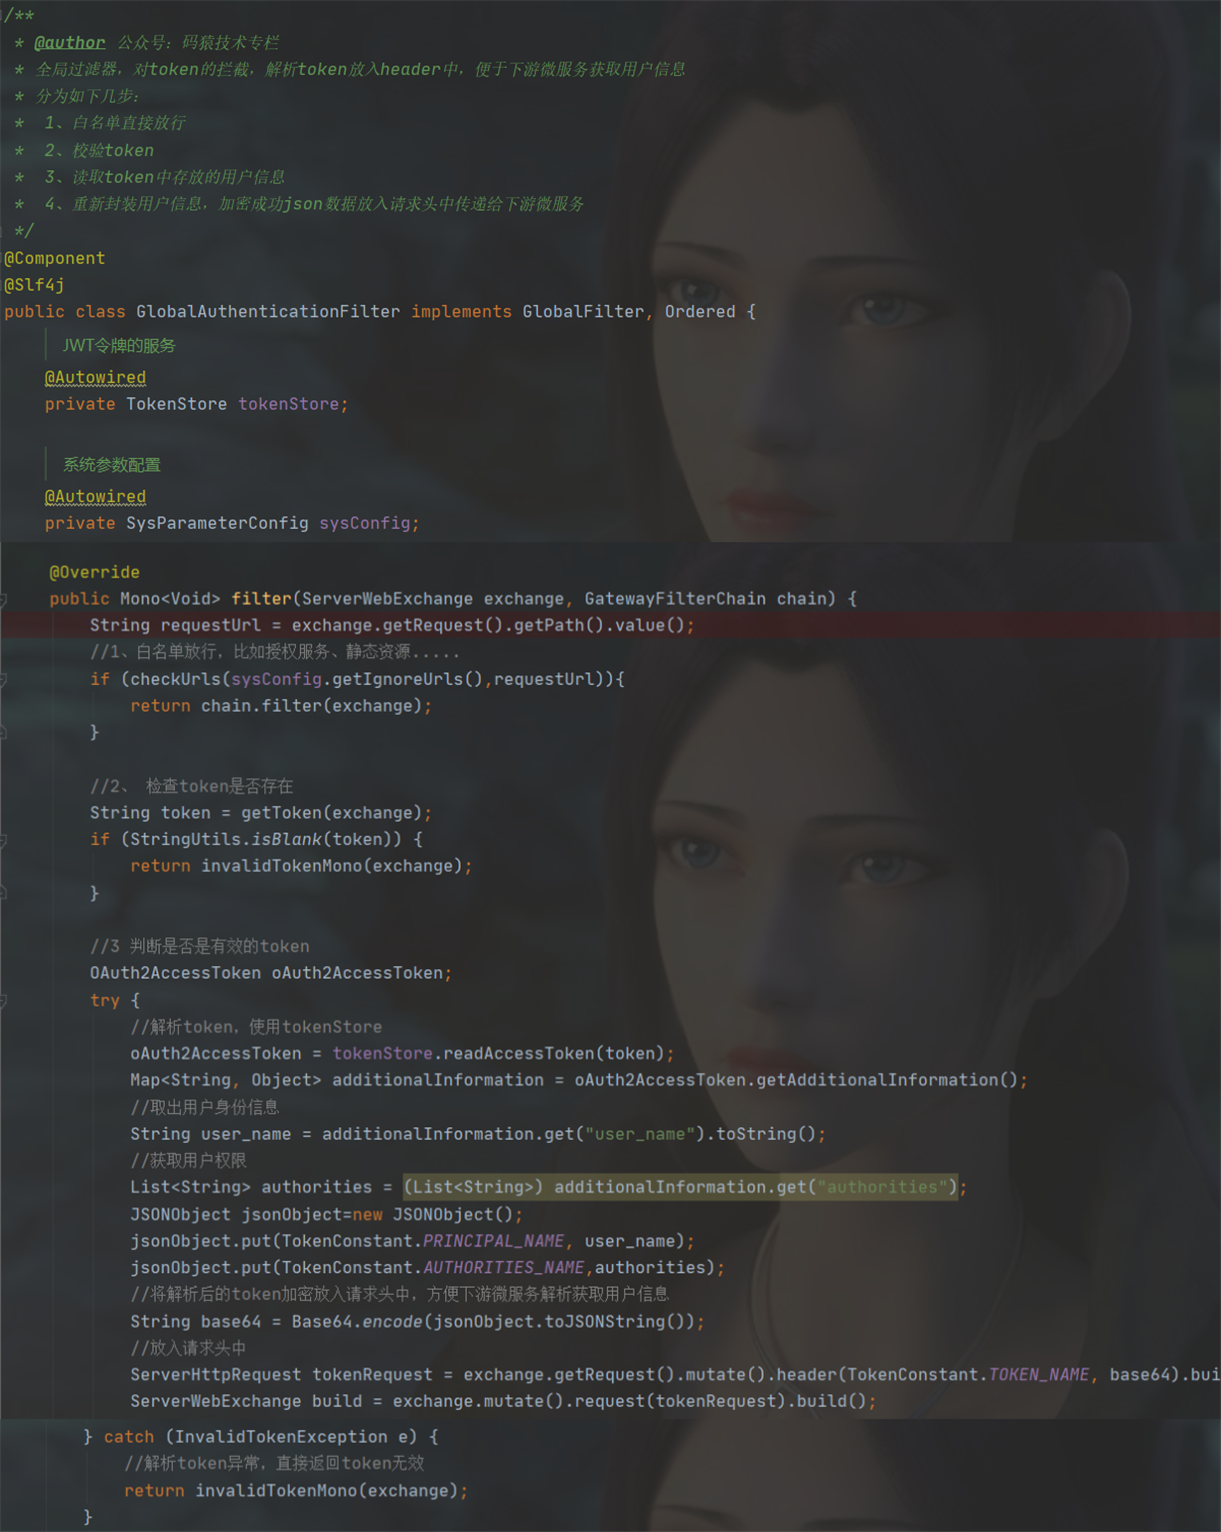 /**
 * @author 公众号：码猿技术专栏
 * 全局过滤器，对token的拦截，解析token放入header中，便于下游微服务获取用户信息
 * 分为如下几步：
 *  1、白名单直接放行
 *  2、校验token
 *  3、读取token中存放的用户信息
 *  4、重新封装用户信息，加密成功json数据放入请求头中传递给下游微服务
 */
@Component
@Slf4j
public class GlobalAuthenticationFilter implements GlobalFilter, Ordered {
JWT令牌的服务
@Autowired
private TokenStore tokenStore;
系统参数配置
@Autowired
private SysParameterConfig sysConfig;
@Override
public Mono<Void> filter(ServerWebExchange exchange, GatewayFilterChain chain) {
String requestUrl = exchange.getRequest().getPath().value();
//1、白名单放行，比如授权服务、静态资源.....
if (checkUrls(sysConfig.getIgnoreUrls(),requestUrl)){
return chain.filter(exchange);
}
//2、 检查token是否存在
String token = getToken(exchange);
if (StringUtils.isBlank(token)) {
return invalidTokenMono(exchange);
}
//3 判断是否是有效的token
OAuth2AccessToken oAuth2AccessToken;
try {
//解析token，使用tokenStore
oAuth2AccessToken = tokenStore.readAccessToken(token);
Map<String, Object> additionalInformation = oAuth2AccessToken.getAdditionalInformation();
//取出用户身份信息
String user_name = additionalInformation.get("user_name").toString();
//获取用户权限
List<String> authorities = (List<String>) additionalInformation.get("authorities");
JSONObject jsonObject=new JSONObject();
jsonObject.put(TokenConstant.PRINCIPAL_NAME, user_name);
jsonObject.put(TokenConstant.AUTHORITIES_NAME,authorities);
//将解析后的token加密放入请求头中，方便下游微服务解析获取用户信息
String base64 = Base64.encode(jsonObject.toJSONString());
//放入请求头中
ServerHttpRequest tokenRequest = exchange.getRequest().mutate().header(TokenConstant.TOKEN_NAME, base64).bui
ServerWebExchange build = exchange.mutate().request(tokenRequest).build();
} catch (InvalidTokenException e) {
//解析token异常，直接返回token无效
return invalidTokenMono(exchange);
}